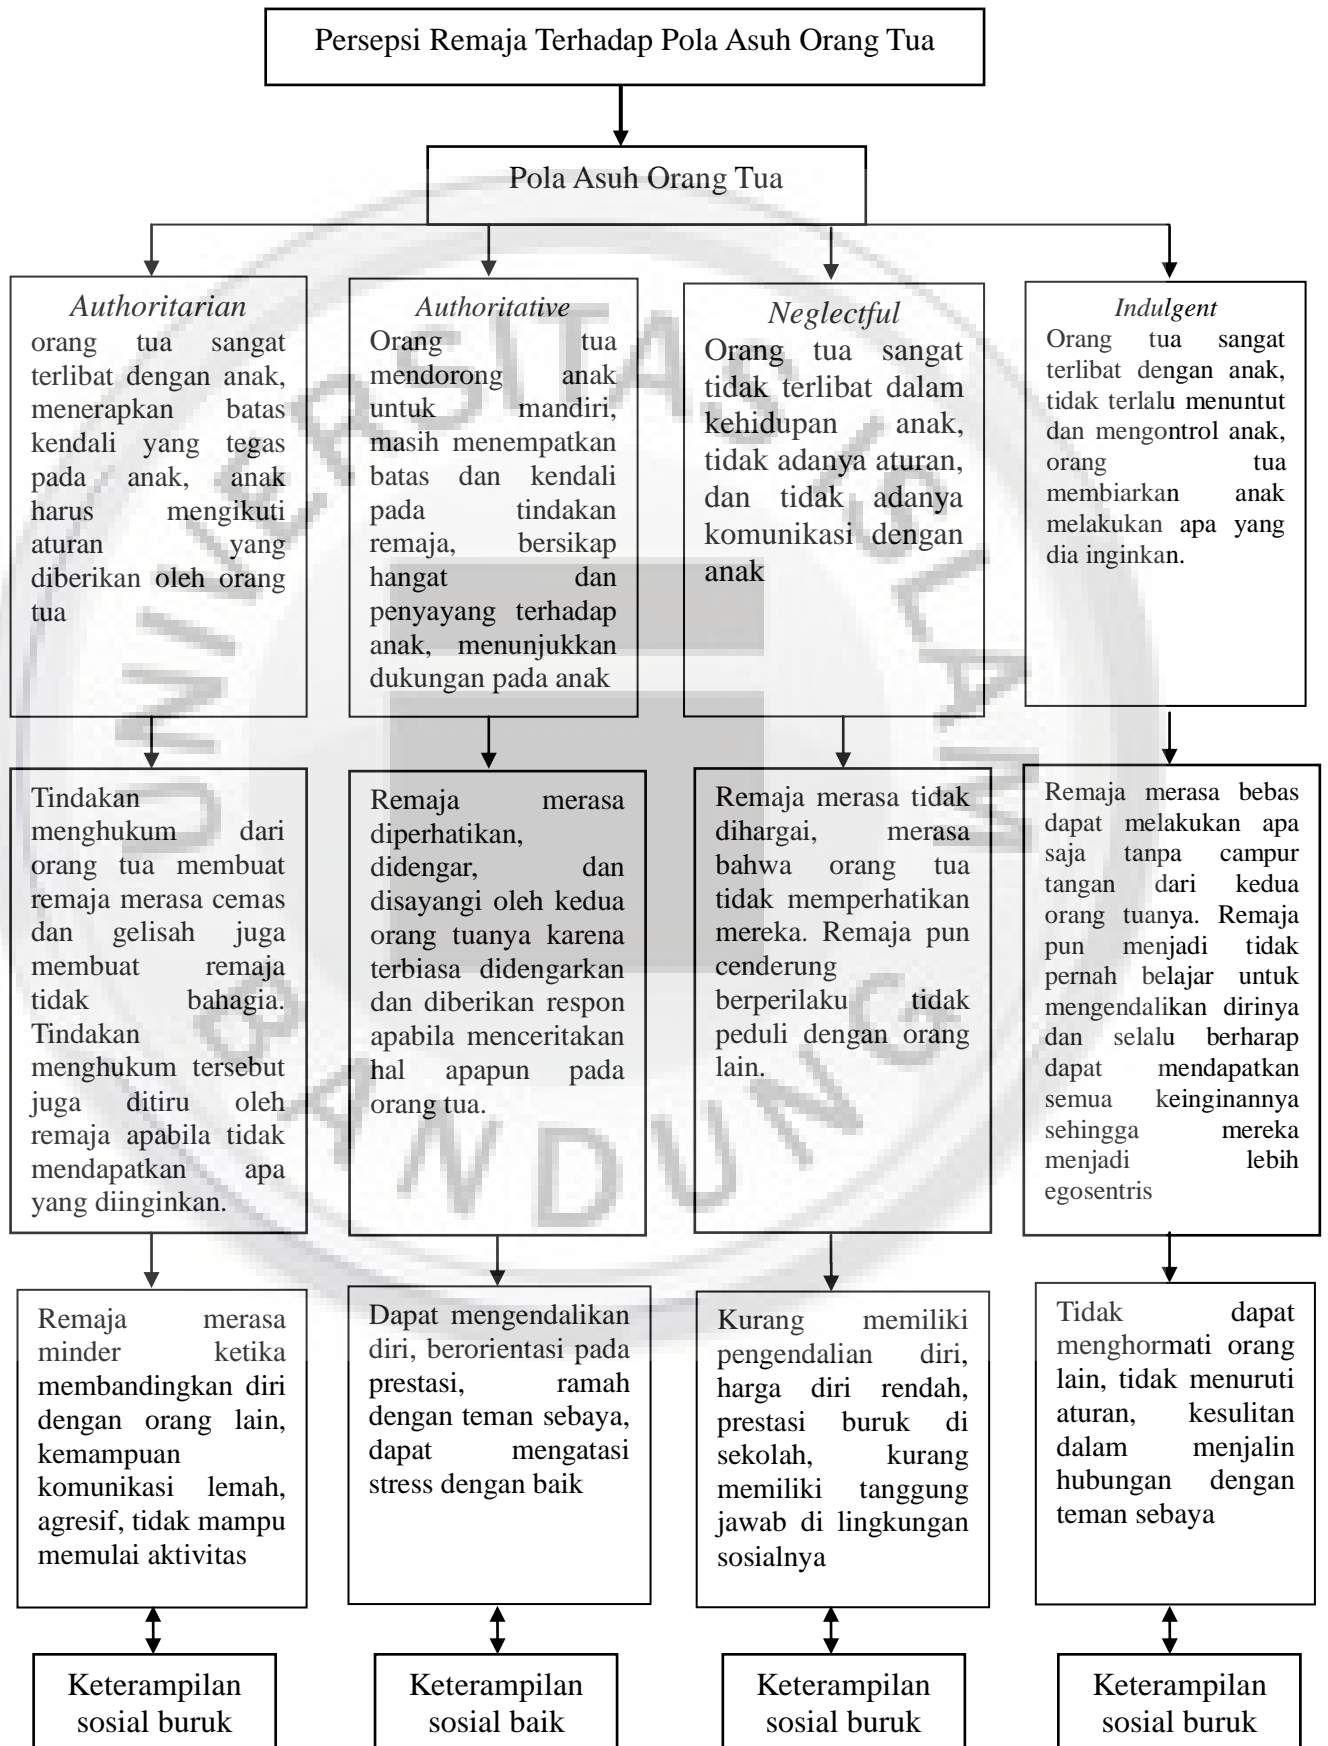 Persepsi Remaja Terhadap Pola Asuh Orang Tua
Pola Asuh Orang Tua
Authoritarian
orang tua sangat
terlibat dengan anak,
menerapkan batas
kendali yang tegas
pada anak, anak
harus mengikuti
aturan yang
diberikan oleh orang
tua
Authoritative
Orang tua
mendorong anak
untuk mandiri,
masih menempatkan
batas dan kendali
pada tindakan
remaja, bersikap
hangat dan
penyayang terhadap
anak, menunjukkan
dukungan pada anak
Neglectful
Orang tua sangat
tidak terlibat dalam
kehidupan anak,
tidak adanya aturan,
dan tidak adanya
komunikasi dengan
anak
Indulgent
Orang tua sangat
terlibat dengan anak,
tidak terlalu menuntut
dan mengontrol anak,
orang tua
membiarkan anak
melakukan apa yang
dia inginkan.
Tindakan
menghukum dari
orang tua membuat
remaja merasa cemas
dan gelisah juga
membuat remaja
tidak bahagia.
Tindakan
menghukum tersebut
juga ditiru oleh
remaja apabila tidak
mendapatkan apa
yang diinginkan.
Remaja merasa
diperhatikan,
didengar, dan
disayangi oleh kedua
orang tuanya karena
terbiasa didengarkan
dan diberikan respon
apabila menceritakan
hal apapun pada
orang tua.
Remaja merasa tidak
dihargai, merasa
bahwa orang tua
tidak memperhatikan
mereka. Remaja pun
cenderung
berperilaku tidak
peduli dengan orang
lain.
Remaja merasa bebas
dapat melakukan apa
saja tanpa campur
tangan dari kedua
orang tuanya. Remaja
pun menjadi tidak
pernah belajar untuk
mengendalikan dirinya
dan selalu berharap
dapat mendapatkan
semua keinginannya
sehingga mereka
menjadi lebih
egosentris
Remaja merasa
minder ketika
membandingkan diri
dengan orang lain,
kemampuan
komunikasi lemah,
agresif, tidak mampu
memulai aktivitas
Dapat mengendalikan
diri, berorientasi pada
prestasi, ramah
dengan teman sebaya,
dapat mengatasi
stress dengan baik
Kurang memiliki
pengendalian diri,
harga diri rendah,
prestasi buruk di
sekolah, kurang
memiliki tanggung
jawab di lingkungan
sosialnya
Tidak dapat
menghormati orang
lain, tidak menuruti
aturan, kesulitan
dalam menjalin
hubungan dengan
teman sebaya
Keterampilan
sosial buruk
Keterampilan
sosial baik
Keterampilan
sosial buruk
Keterampilan
sosial buruk
UNIVERSITAS ISLAM
BANDUNG